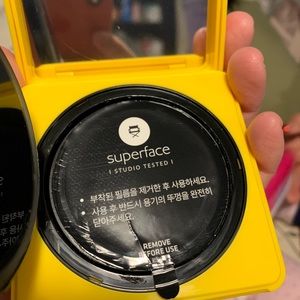 superface
I STUDIO TESTED I
• 부착된 필름을 제거한 후 사용하세요.
• 사용 후 반드시 용기의 뚜껑을 완전히
닫아주세요.
REMOVE
BEFORE USE